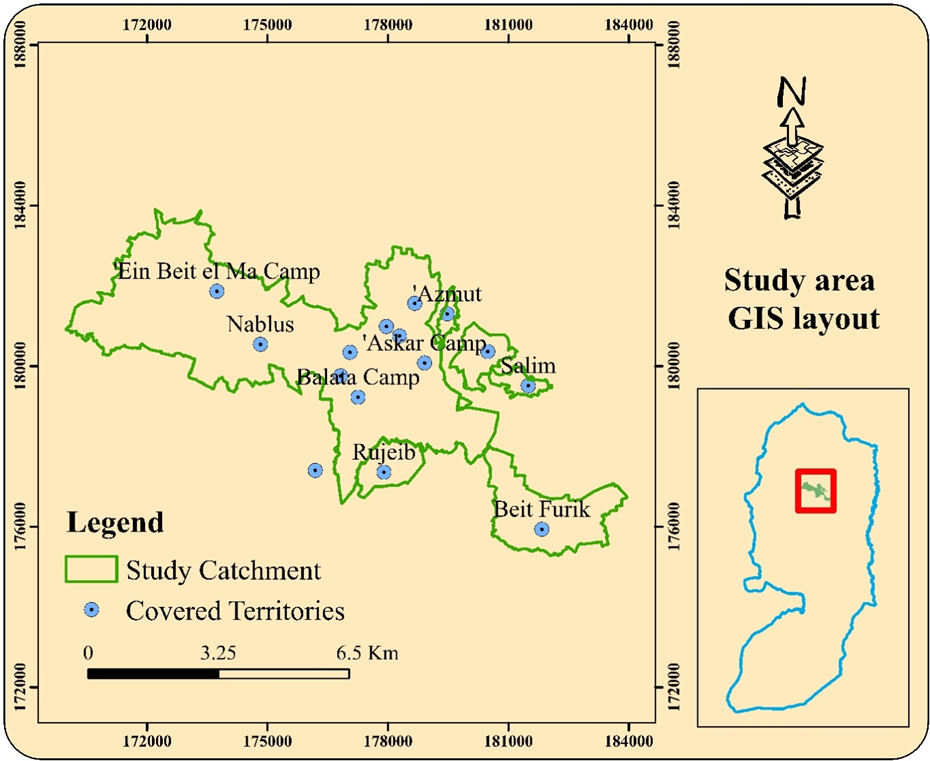 172000 175000 178000 181000 184000
188000 188000
184000 184000
N
'Ein Beit el Ma Camp
'Azmut
Study area
GIS layout
Nablus
'Askar Camp
180000 180000
Salim
Balata Camp
Rujeib
Beit Furik
Legend
176000 176000
Study Catchment
Covered Territories
0 3.25 6.5 Km
172000 172000
172000 175000 178000 181000 184000